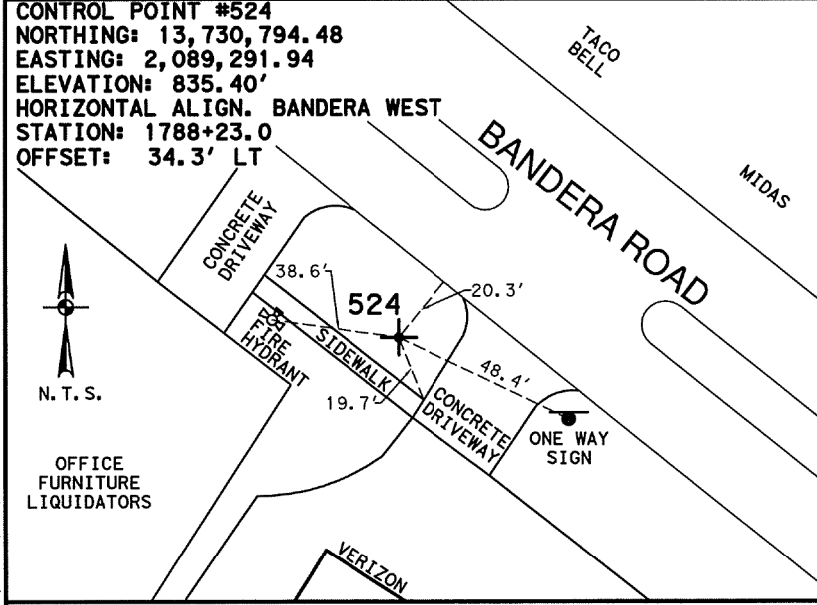 CONTROL POINT #524
NORTHING: 13,730,794.48
EASTING: 2,089,291.94
ELEVATION: 835.40'
HORIZONTAL ALIGN. BANDERA WEST
STATION: 1788+23.0
OFFSET: 34.3' LT
TACO
BELL
MIDAS
BANDERA ROAD
CONCRETE
DRIVEWAY
38.6'
524
20.3'
FIRE
HYDRANT
SIDEWALK
48.4'
19.7'
CONCRETE
DRIVEWAY
ONE WAY
SIGN
N.T.S.
OFFICE
FURNITURE
LIQUIDATORS
VERIZON